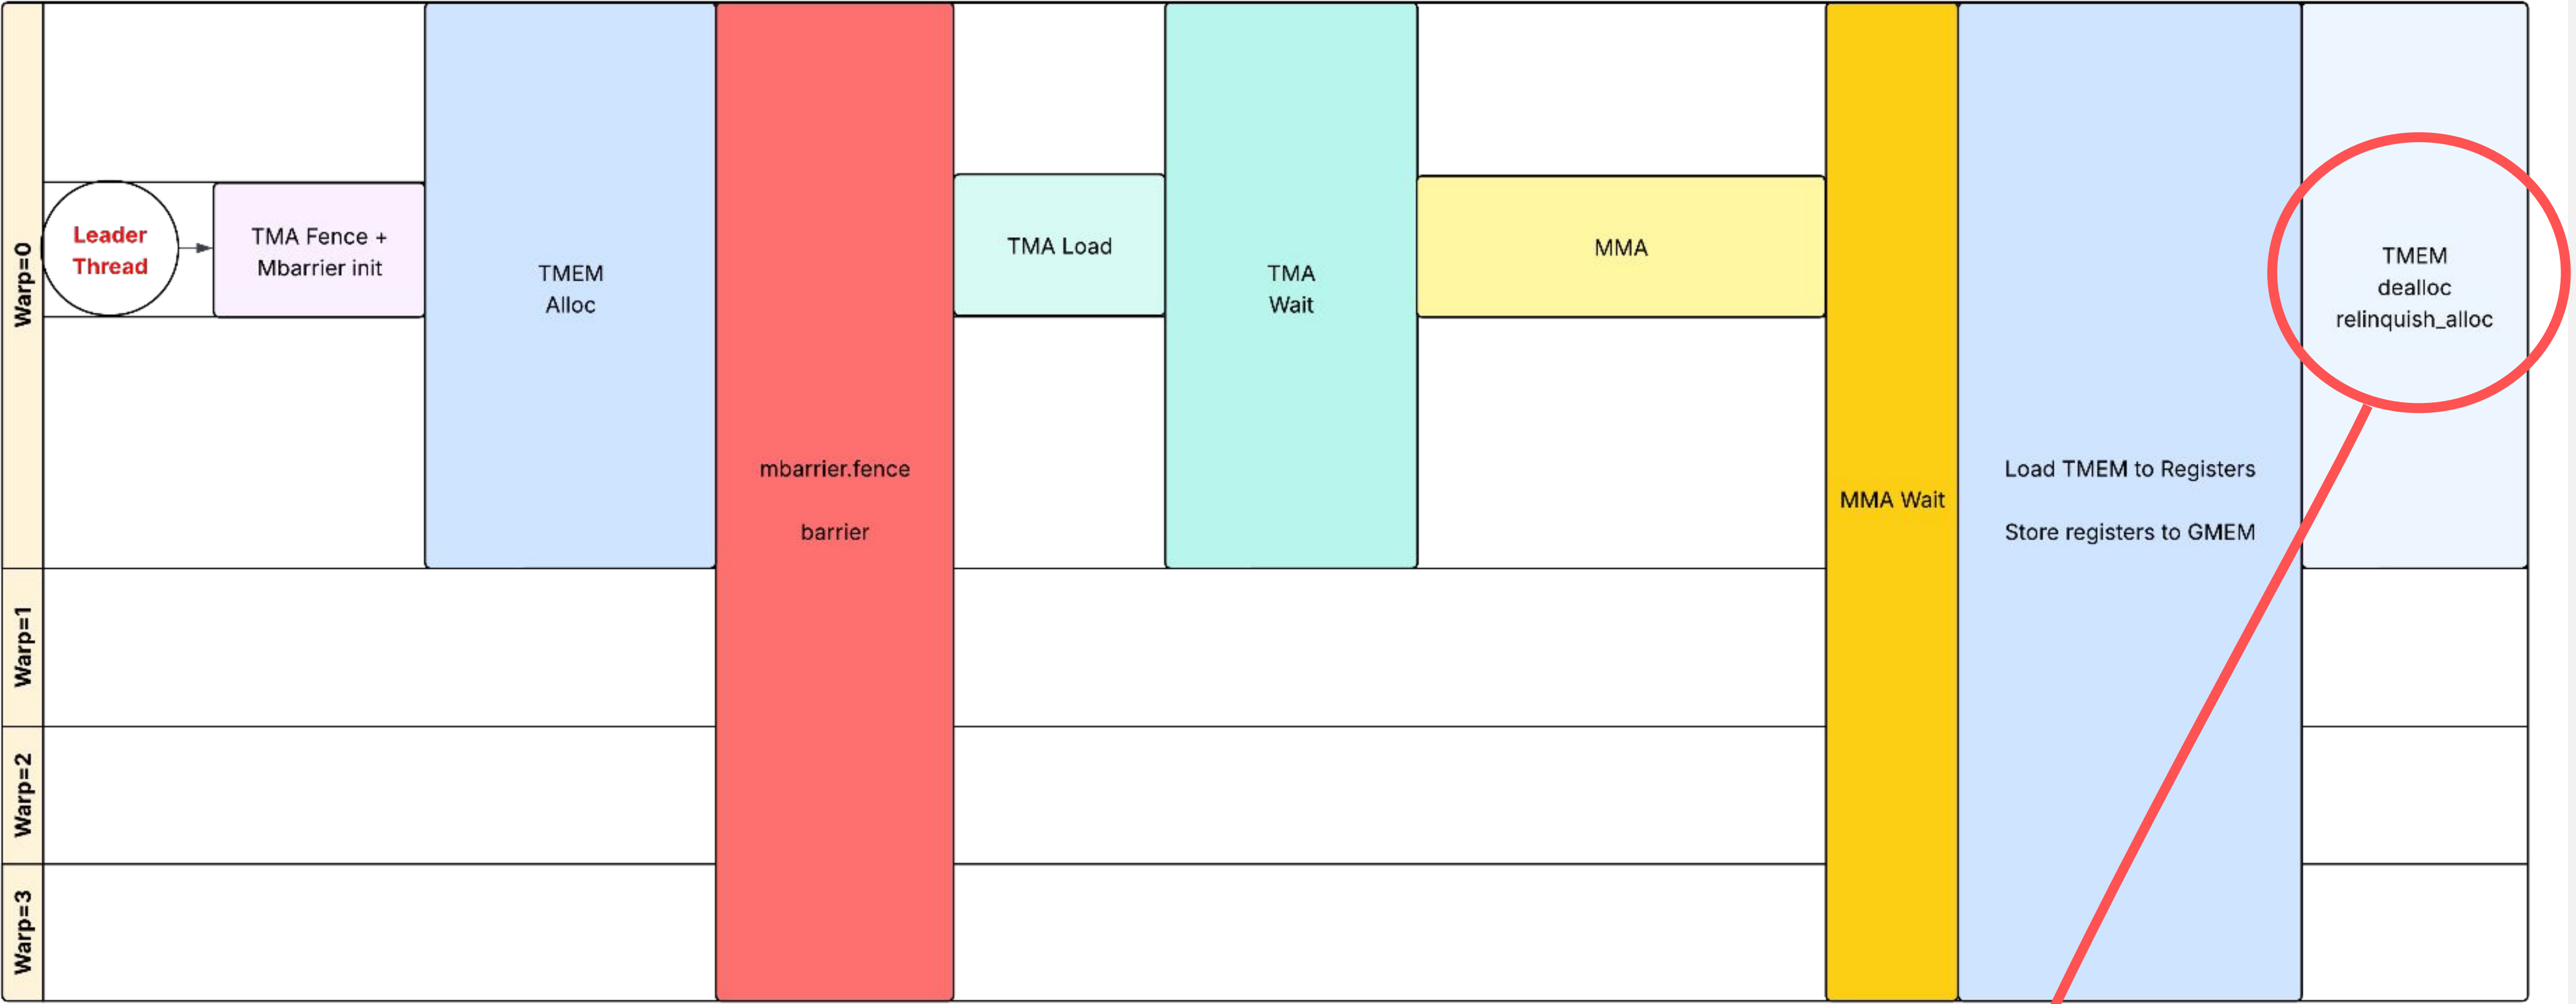 Warp=0
Leader
Thread
TMA Fence +
Mbarrier init
TMEM
Alloc
mbarrier.fence
barrier
TMA Load
TMA
Wait
MMA
MMA Wait
Load TMEM to Registers
Store registers to GMEM
TMEM
dealloc
relinquish_alloc
Warp=1
Warp=2
Warp=3